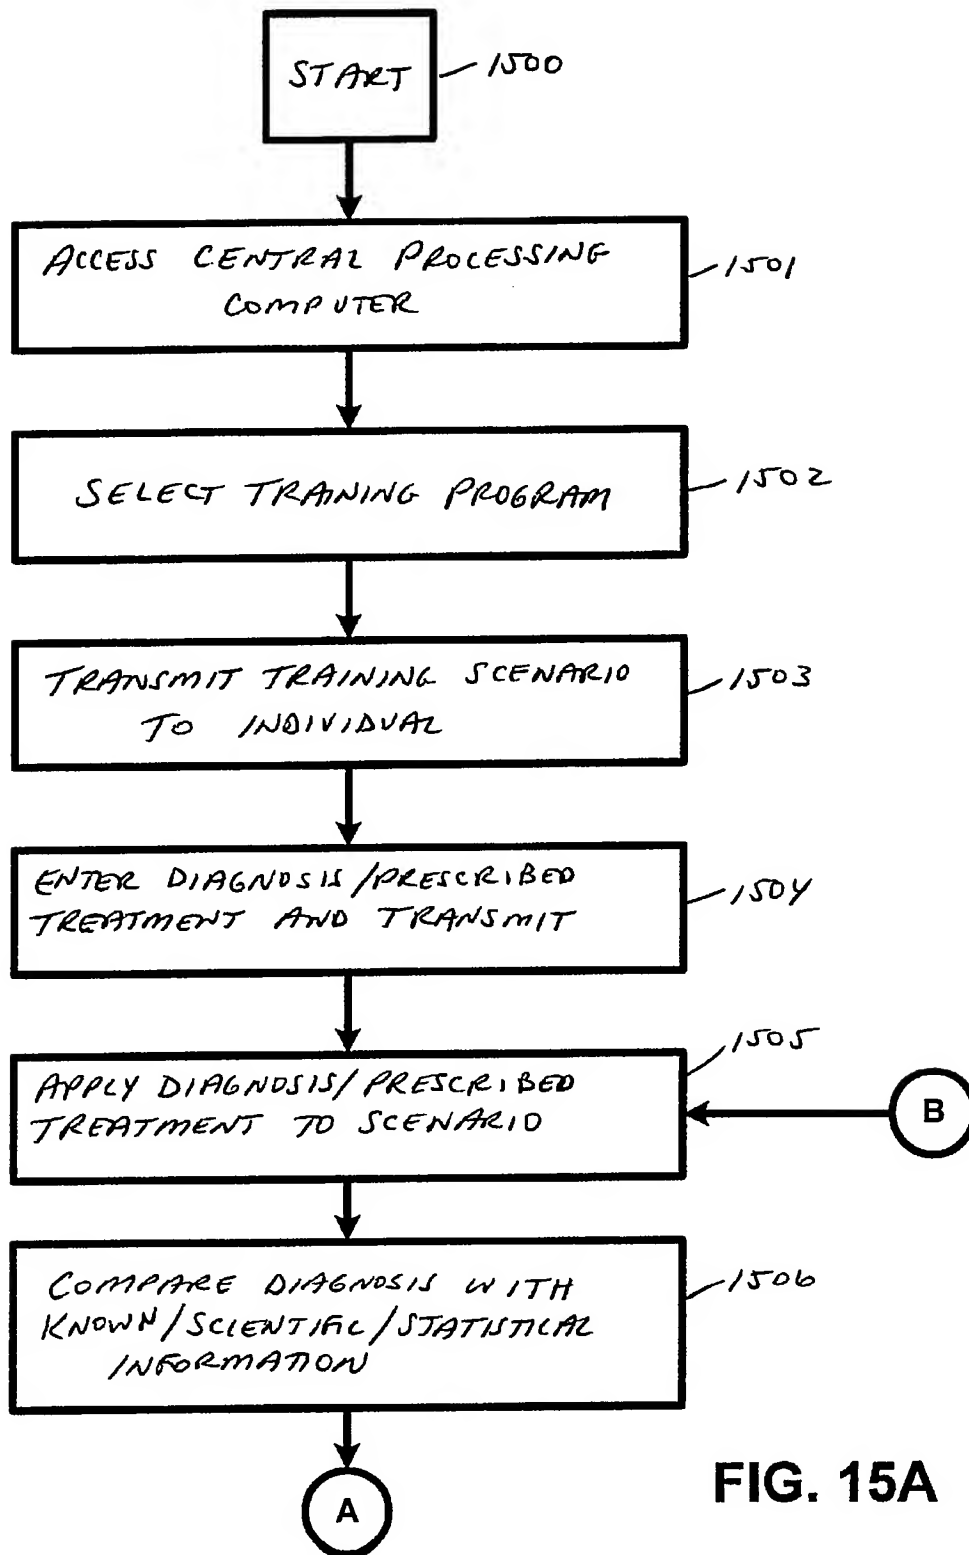 START
1500
ACCESS CENTRAL PROCESSING
COMPUTER
1501
SELECT TRAINING PROGRAM
1502
TRANSMIT TRAINING SCENARIO
TO INDIVIDUAL
1503
ENTER DIAGNOSIS/PRESCRIBED
TREATMENT AND TRANSMIT
1504
APPLY DIAGNOSIS/PRESCRIBED
TREATMENT TO SCENARIO
1505
B
COMPARE DIAGNOSIS WITH
KNOWN/SCIENTIFIC/STATISTICAL
INFORMATION
1506
A
FIG. 15A